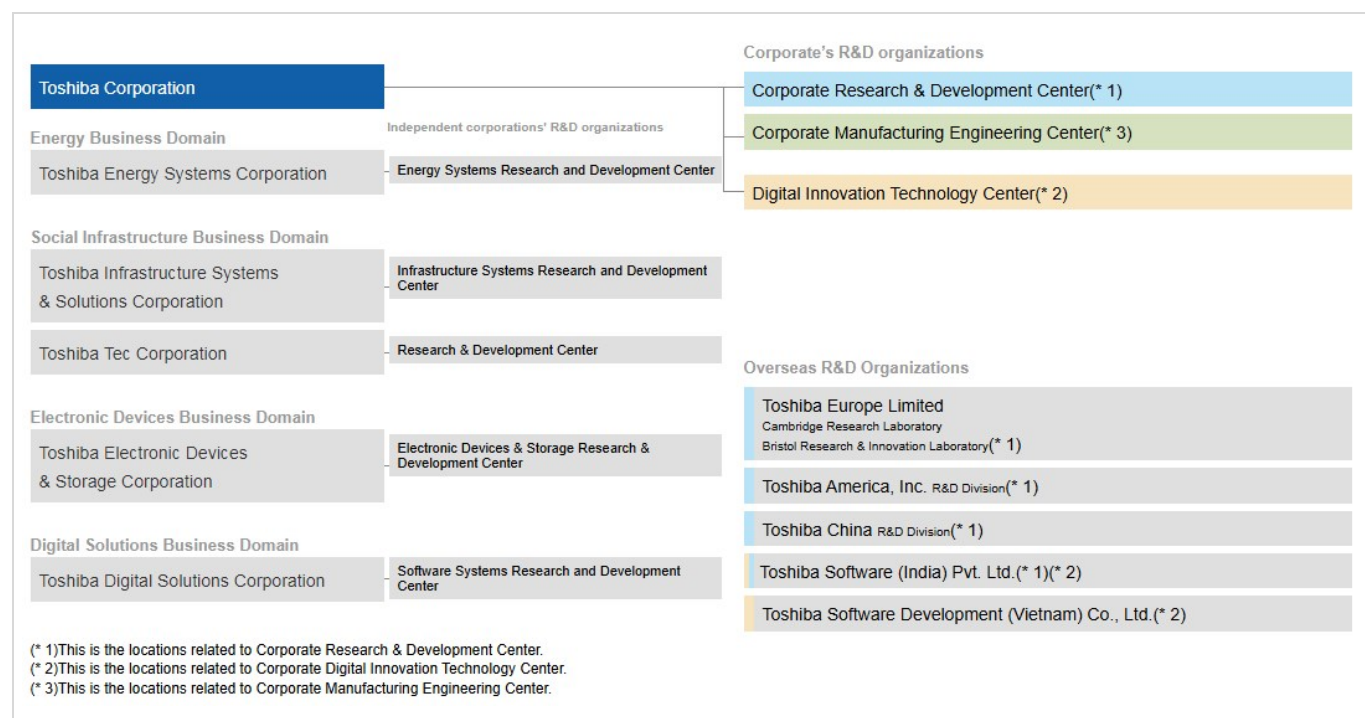 Toshiba Corporation
Energy Business Domain
Independent corporations' R&D organizations
Toshiba Energy Systems Corporation
Energy Systems Research and Development Center
Social Infrastructure Business Domain
Toshiba Infrastructure Systems
& Solutions Corporation
Infrastructure Systems Research and Development
Center
Toshiba Tec Corporation
Research & Development Center
Electronic Devices Business Domain
Toshiba Electronic Devices
& Storage Corporation
Electronic Devices & Storage Research &
Development Center
Digital Solutions Business Domain
Toshiba Digital Solutions Corporation
Software Systems Research and Development
Center
Corporate's R&D organizations
Corporate Research & Development Center(* 1)
Corporate Manufacturing Engineering Center(* 3)
Digital Innovation Technology Center(* 2)
Overseas R&D Organizations
Toshiba Europe Limited
Cambridge Research Laboratory
Bristol Research & Innovation Laboratory(* 1)
Toshiba America, Inc. R&D Division(* 1)
Toshiba China R&D Division(* 1)
Toshiba Software (India) Pvt. Ltd.(* 1)(* 2)
Toshiba Software Development (Vietnam) Co., Ltd.(* 2)
(* 1)This is the locations related to Corporate Research & Development Center.
(* 2)This is the locations related to Corporate Digital Innovation Technology Center.
(* 3)This is the locations related to Corporate Manufacturing Engineering Center.